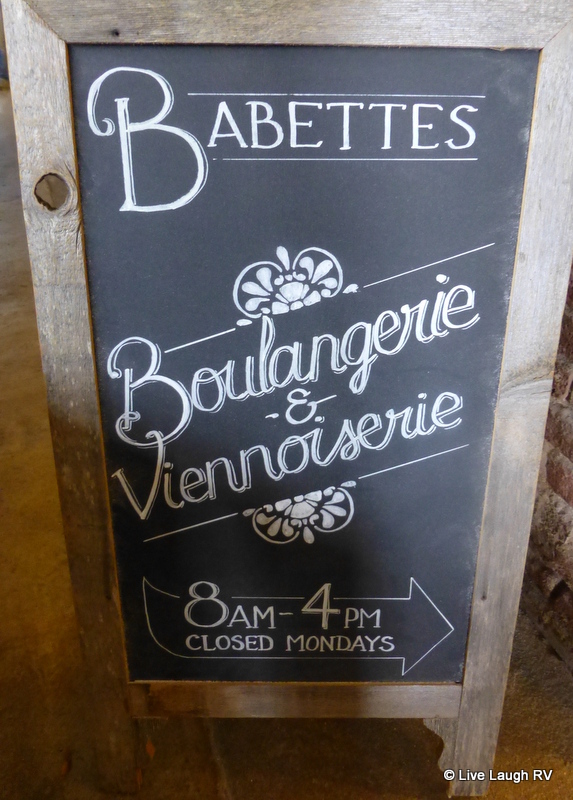 BABETTES
Boulangerie
&
Viennoiserie
8AM-4PM
CLOSED MONDAYS
© Live Laugh RV